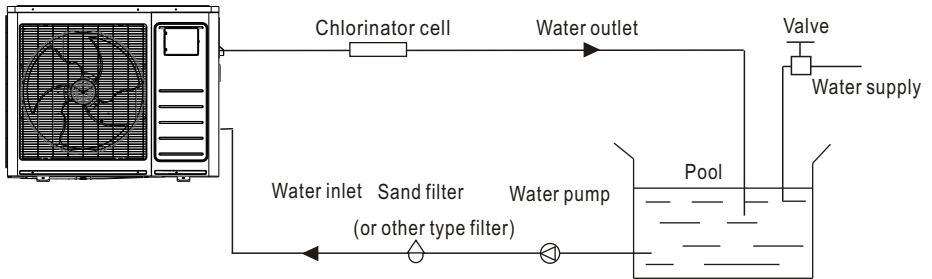 Chlorinator cell
Water outlet
Valve
Water supply
Pool
Water inlet
Sand filter
(or other type filter)
Water pump